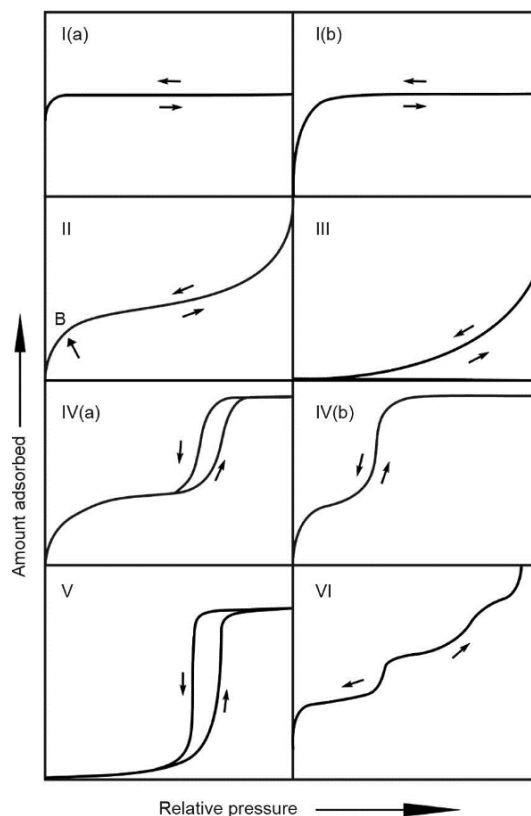 I(a)
I(b)
II
III
B
IV(a)
IV(b)
V
VI
Amount adsorbed
Relative pressure